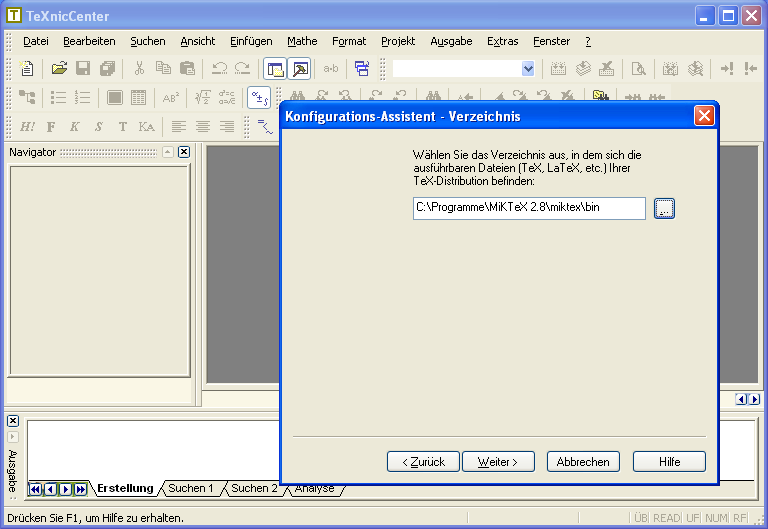 TeXnicCenter
Datei Bearbeiten Suchen Ansicht Einfügen Mathe Format Projekt Ausgabe Extras Fenster ?
a-b
AB²
H! F K S T KA
Navigator
Konfigurations-Assistent - Verzeichnis
Wählen Sie das Verzeichnis aus, in dem sich die
ausführbaren Dateien (TeX, LaTeX, etc.) Ihrer
TeX-Distribution befinden:
C:\Programme\MiKTeX 2.8\miktex\bin ...
< Zurück Weiter > Abbrechen Hilfe
Ausgabe
Erstellung Suchen 1 Suchen 2 Analyse
Drücken Sie F1, um Hilfe zu erhalten. ÜB READ UF NUM RF